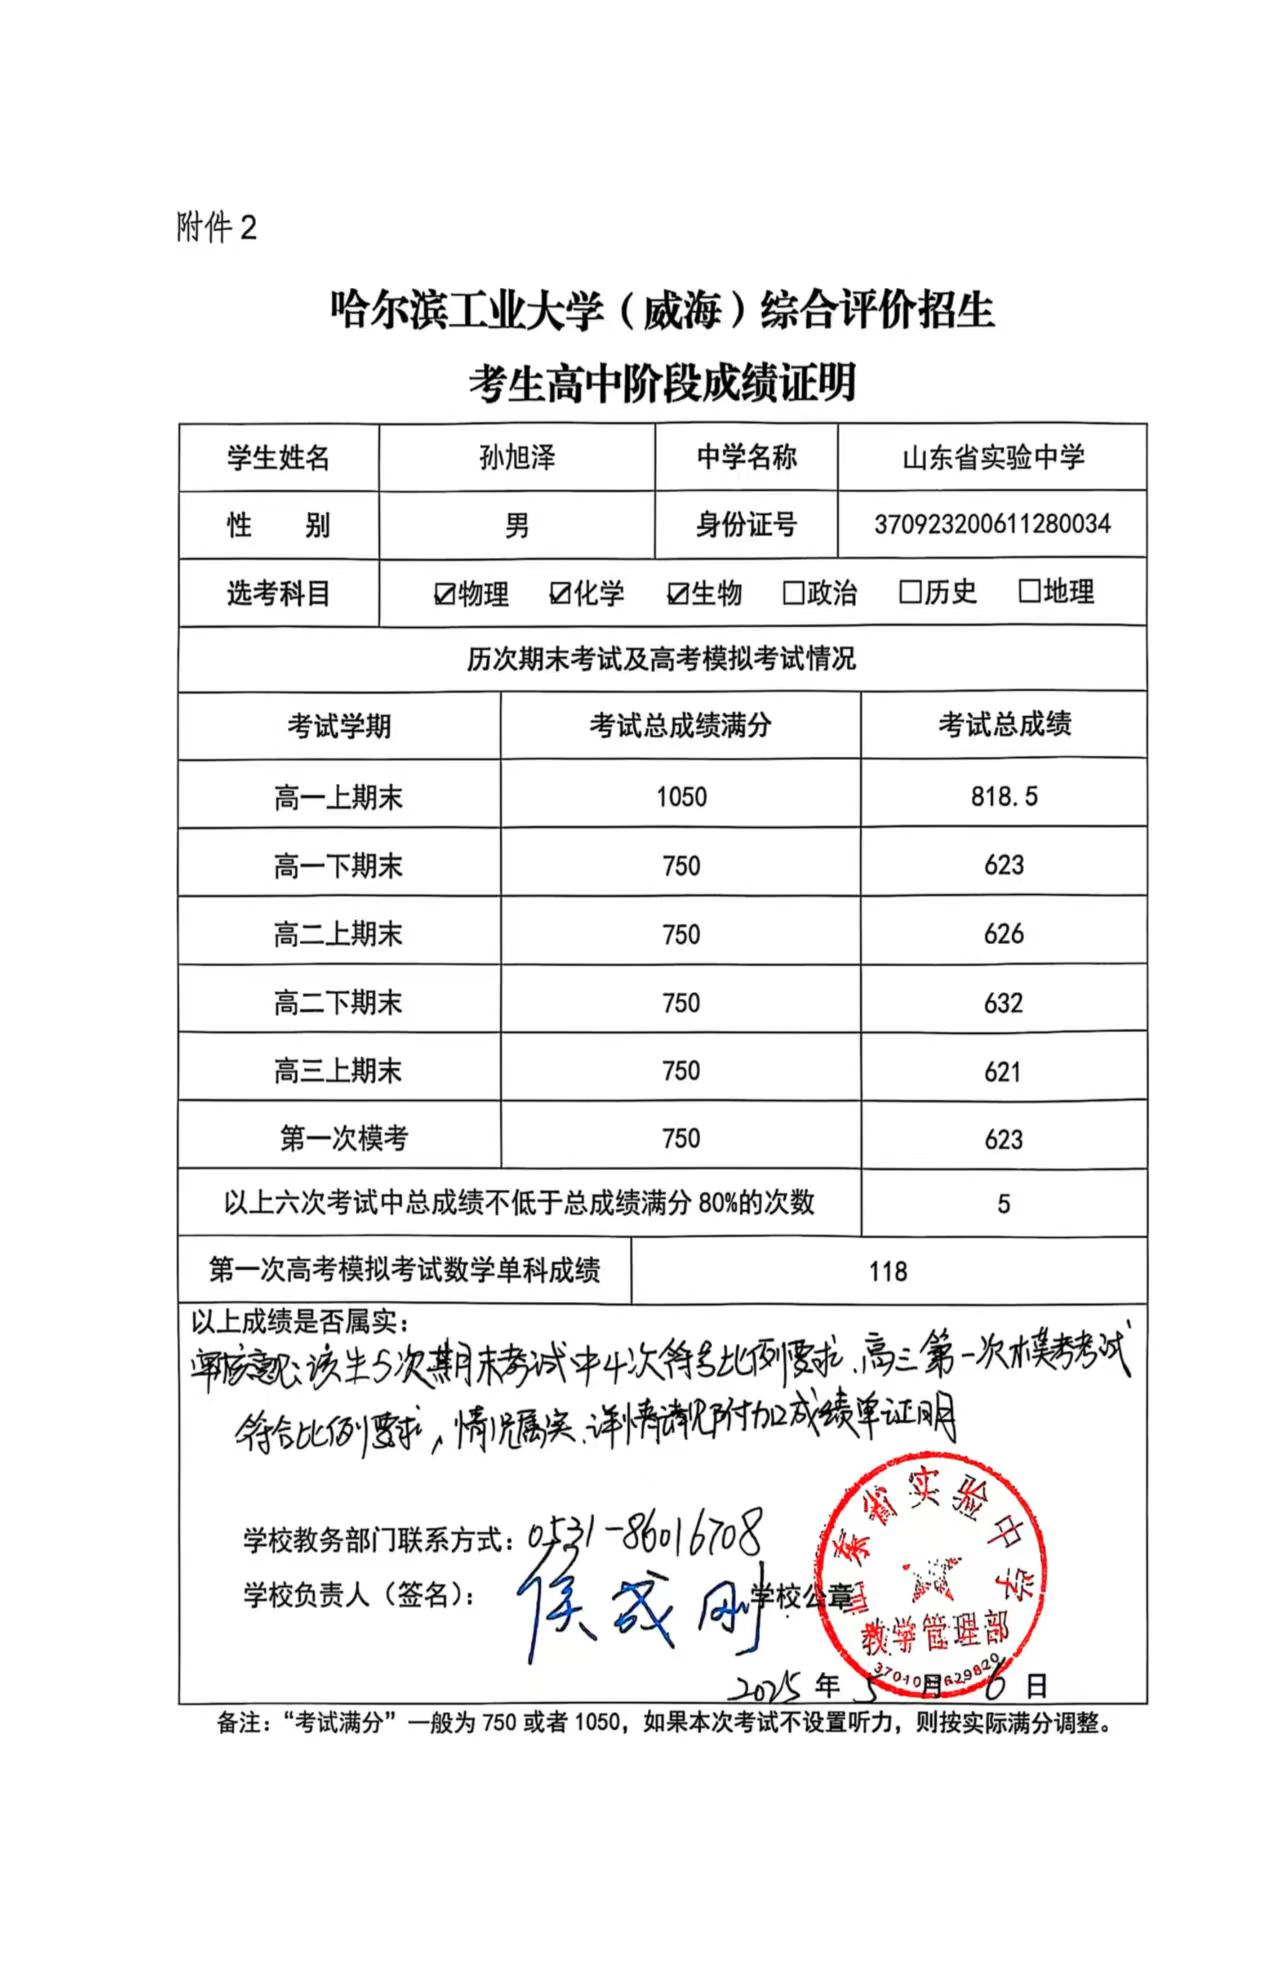 附件2
哈尔滨工业大学（威海）综合评价招生
考生高中阶段成绩证明
学生姓名 孙旭泽 中学名称 山东省实验中学
性 别 男 身份证号 370923200611280034
选考科目 ☑物理 ☑化学 ☑生物 □政治 □历史 □地理
历次期末考试及高考模拟考试情况
考试学期 考试总成绩满分 考试总成绩
高一上期末 1050 818.5
高一下期末 750 623
高二上期末 750 626
高二下期末 750 632
高三上期末 750 621
第一次模考 750 623
以上六次考试中总成绩不低于总成绩满分80%的次数 5
第一次高考模拟考试数学单科成绩 118
以上成绩是否属实：
审核意见：该生5次期末考试中4次符合比例要求、高三第一次模考考试
符合比例要求，情况属实、详情请见附加成绩单证明
学校教务部门联系方式：0531-86016708
学校负责人（签名）： 侯成刚 学校公章
山东省实验中学
教学管理部
2025年5月6日
备注：“考试满分”一般为750或者1050，如果本次考试不设置听力，则按实际满分调整。